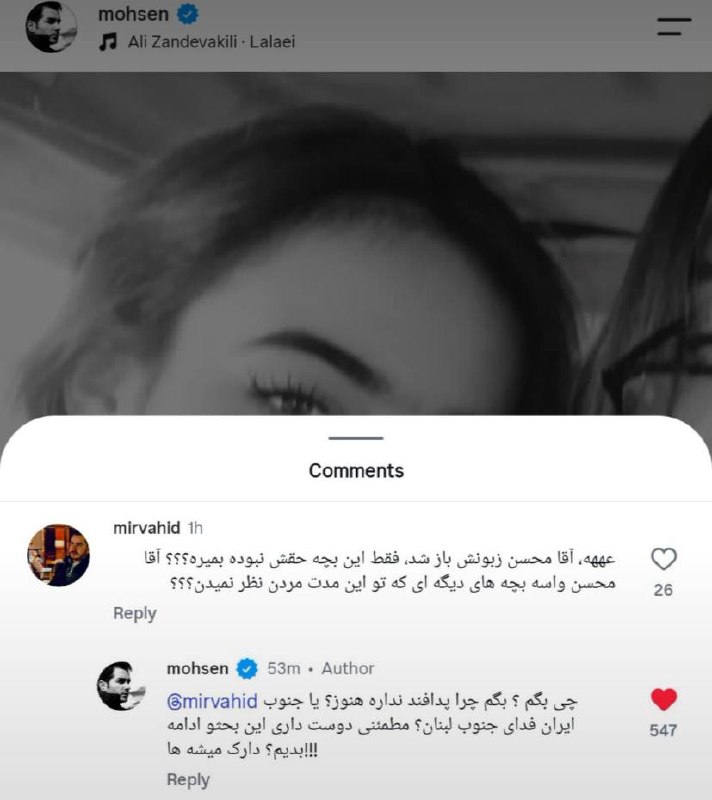 mohsen
Ali Zandevakili · Lalaei
Comments
mirvahid 1h
عههه، آقا محسن زبونش باز شد، فقط این بچه حقش نبوده بمیره؟؟؟ آقا
محسن واسه بچه های دیگه ای که تو این مدت مردن نظر نمیدن؟؟؟
26
Reply
mohsen 53m • Author
@mirvahid چی بگم ؟ بگم چرا پدافند نداره هنوز؟ یا جنوب
ایران فدای جنوب لبنان؟ مطمئنی دوست داری این بحثو ادامه
بدیم؟ دارک میشه ها!!!
547
Reply